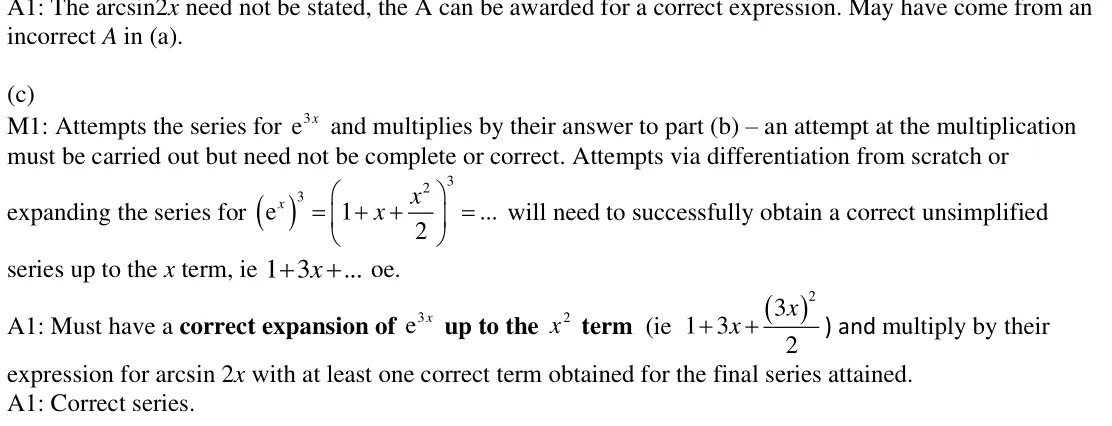 A1: The arcsin2x need not be stated, the A can be awarded for a correct expression. May have come from an
incorrect A in (a).
(c)
M1: Attempts the series for e^{3x} and multiplies by their answer to part (b) – an attempt at the multiplication
must be carried out but need not be complete or correct. Attempts via differentiation from scratch or
expanding the series for (e^x)^3 = (1 + x + x^2/2)^3 = ... will need to successfully obtain a correct unsimplified
series up to the x term, ie 1+3x+... oe.
A1: Must have a correct expansion of e^{3x} up to the x^2 term (ie 1+3x+(3x)^2/2) and multiply by their
expression for arcsin 2x with at least one correct term obtained for the final series attained.
A1: Correct series.